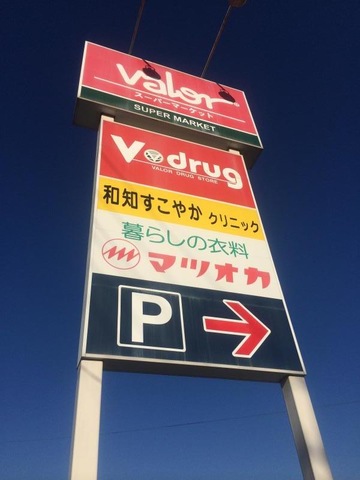 Valor
スーパーマーケット
SUPER MARKET
V drug
VALOR DRUG STORE
和知すこやか クリニック
暮らしの衣料
マツオカ
P